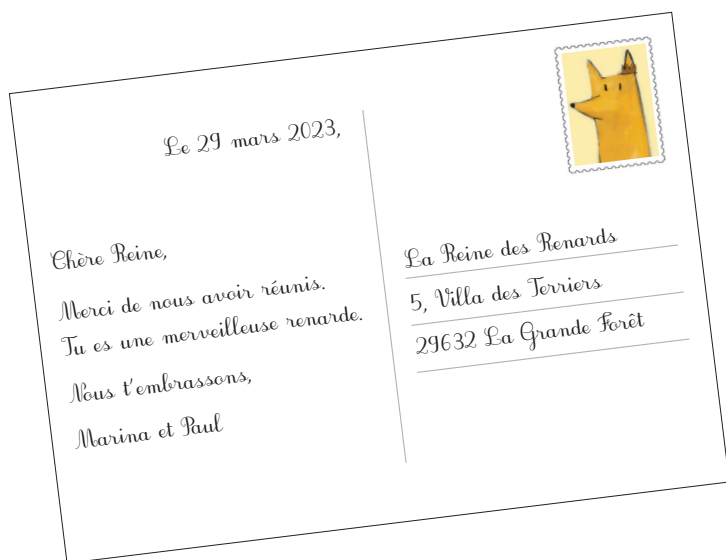 Le 29 mars 2023,
Chère Reine,
Merci de nous avoir réunis.
Tu es une merveilleuse renarde.
Nous t'embrassons,
Marina et Paul
La Reine des Renards
5, Villa des Terriers
29632 La Grande Forêt